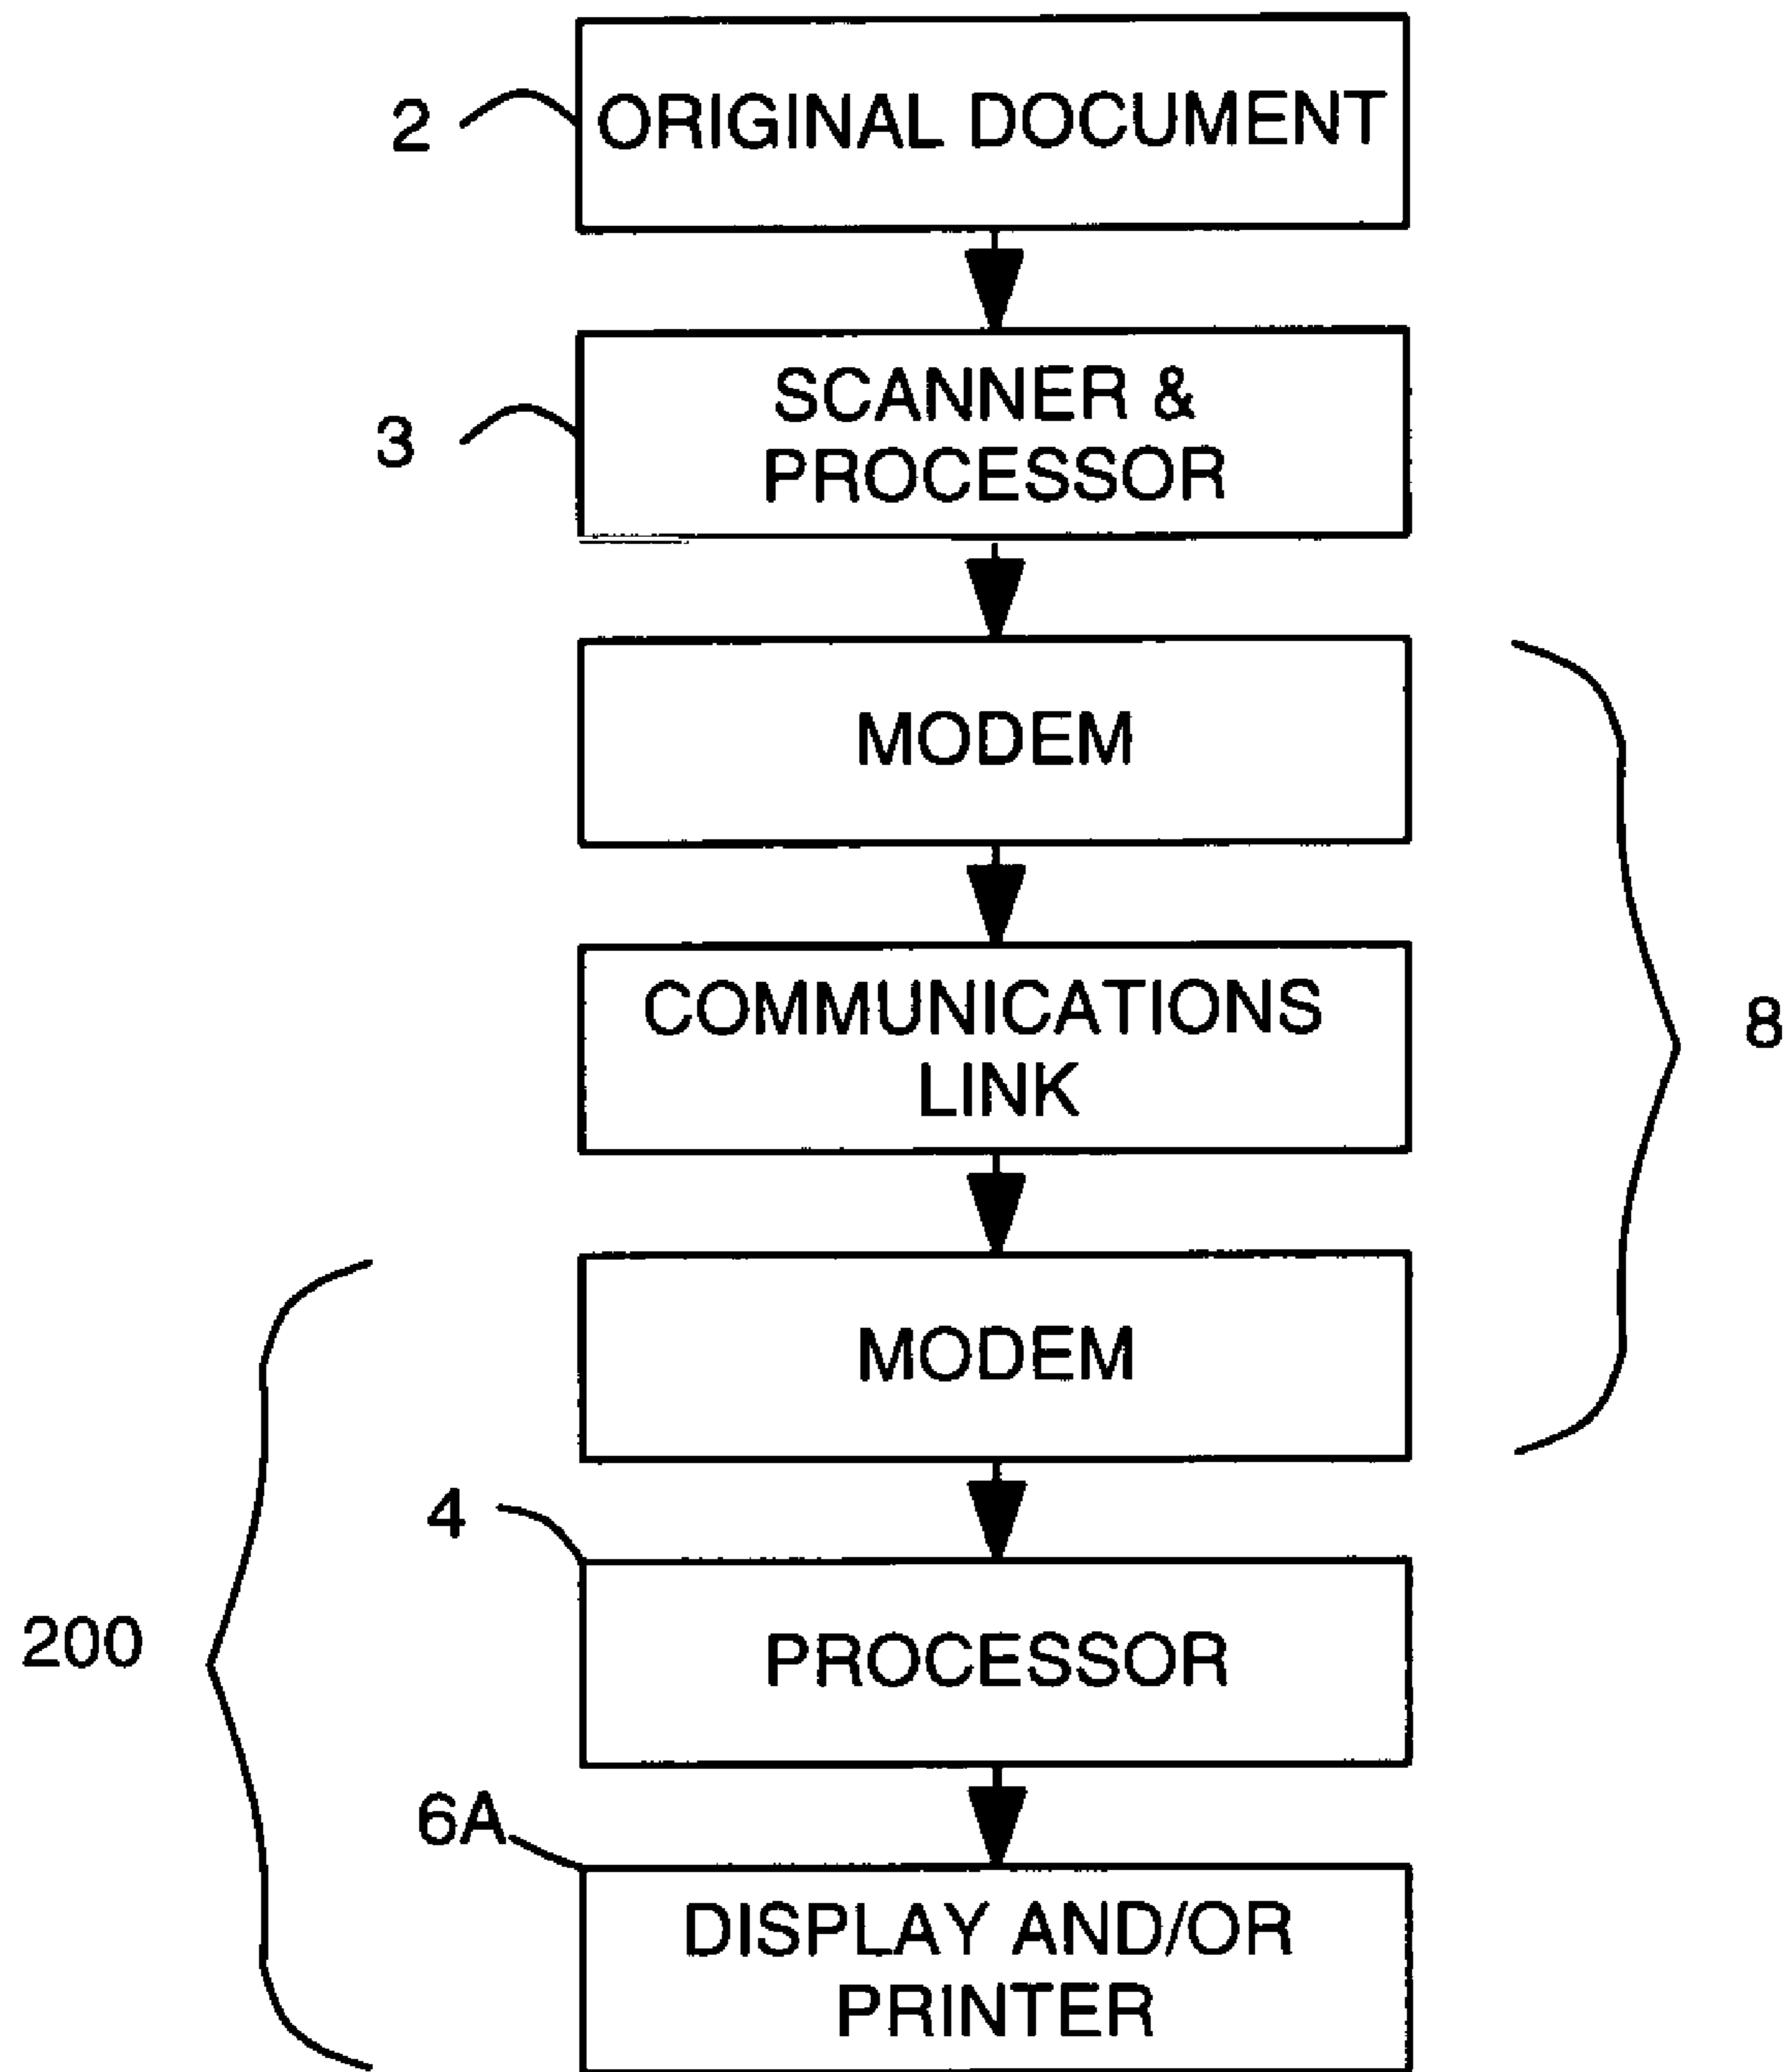 2
ORIGINAL DOCUMENT
3
SCANNER &
PROCESSOR
MODEM
COMMUNICATIONS
LINK
8
MODEM
4
PROCESSOR
200
6A
DISPLAY AND/OR
PRINTER